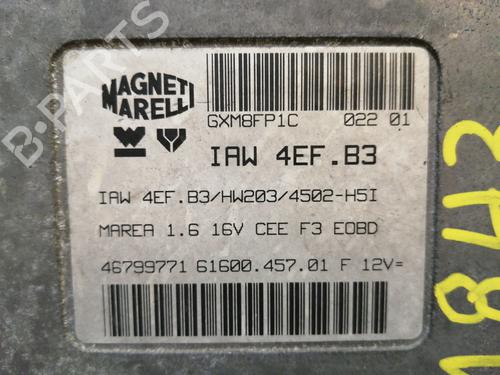 MAGNETI
MARELLI
GXM8FP1C 022 01
IAW 4EF.B3
IAW 4EF.B3/HW203/4502-H5I
MAREA 1.6 16V CEE F3 EOBD
46799771 61600.457.01 F 12V=
B-PARTS
1842